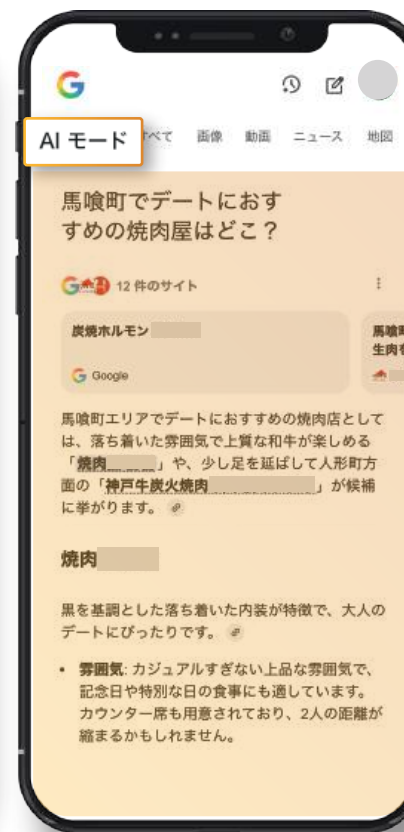 AI モード
べて 画像 動画 ニュース 地図
馬喰町でデートにおす
すめの焼肉屋はどこ？
12 件のサイト
炭焼ホルモン
Google
馬喰町
生肉を
馬喰町エリアでデートにおすすめの焼肉店として
は、落ち着いた雰囲気で上質な和牛が楽しめる
「焼肉」や、少し足を延ばして人形町方
面の「神戸牛炭火焼肉」が候補
に挙がります。
焼肉
黒を基調とした落ち着いた内装が特徴で、大人の
デートにぴったりです。
• 雰囲気: カジュアルすぎない上品な雰囲気で、
記念日や特別な日の食事にも適しています。
カウンター席も用意されており、2人の距離が
縮まるかもしれません。